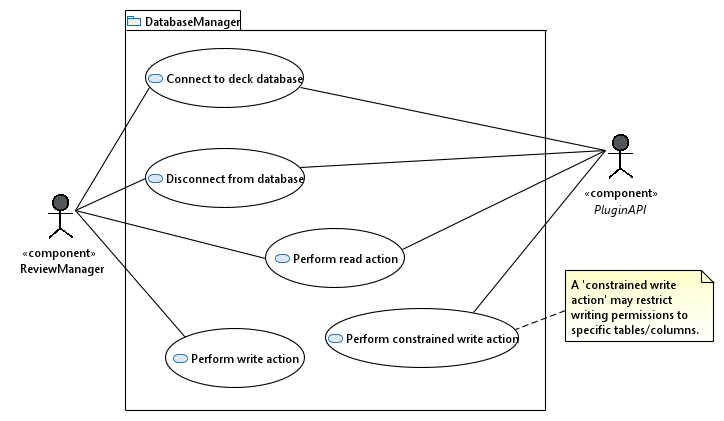 DatabaseManager
Connect to deck database
Disconnect from database
«component»
PluginAPI
«component»
ReviewManager
Perform read action
A 'constrained write
action' may restrict
writing permissions to
specific tables/columns.
Perform constrained write action
Perform write action